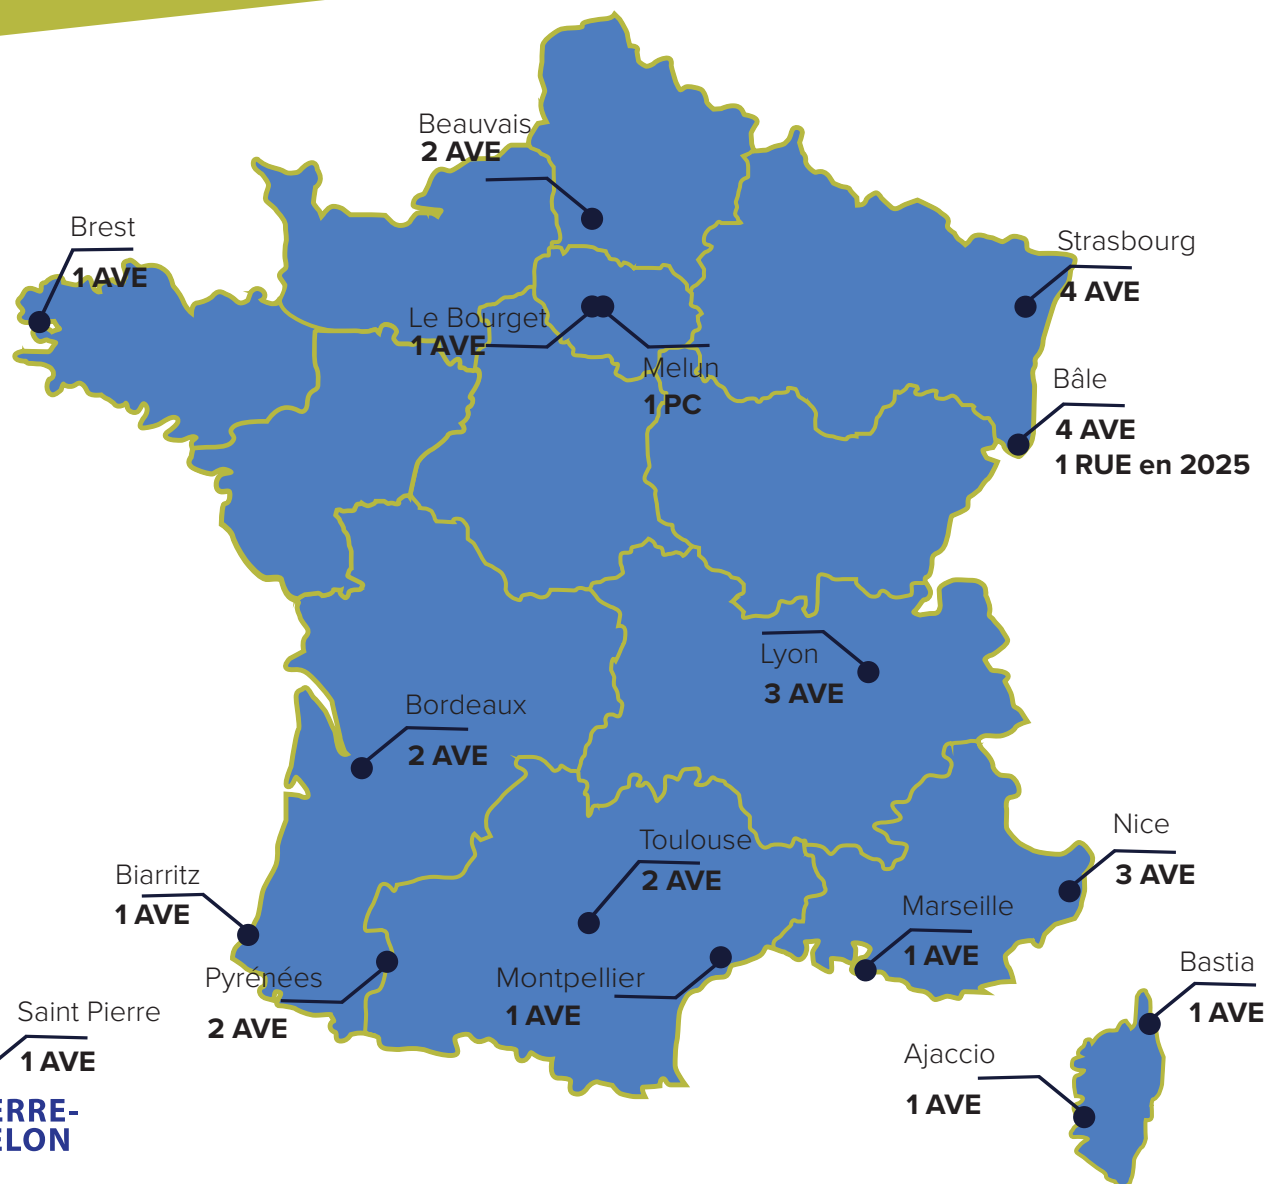 Beauvais
2 AVE
Brest
1 AVE
Strasbourg
4 AVE
Le Bourget
1 AVE
Melun
1 PC
Bâle
4 AVE
1 RUE en 2025
Lyon
3 AVE
Bordeaux
2 AVE
Toulouse
2 AVE
Nice
3 AVE
Biarritz
1 AVE
Marseille
1 AVE
Pyrénées
2 AVE
Montpellier
1 AVE
Bastia
1 AVE
Saint Pierre
1 AVE
Ajaccio
1 AVE
ERRE-
ELON